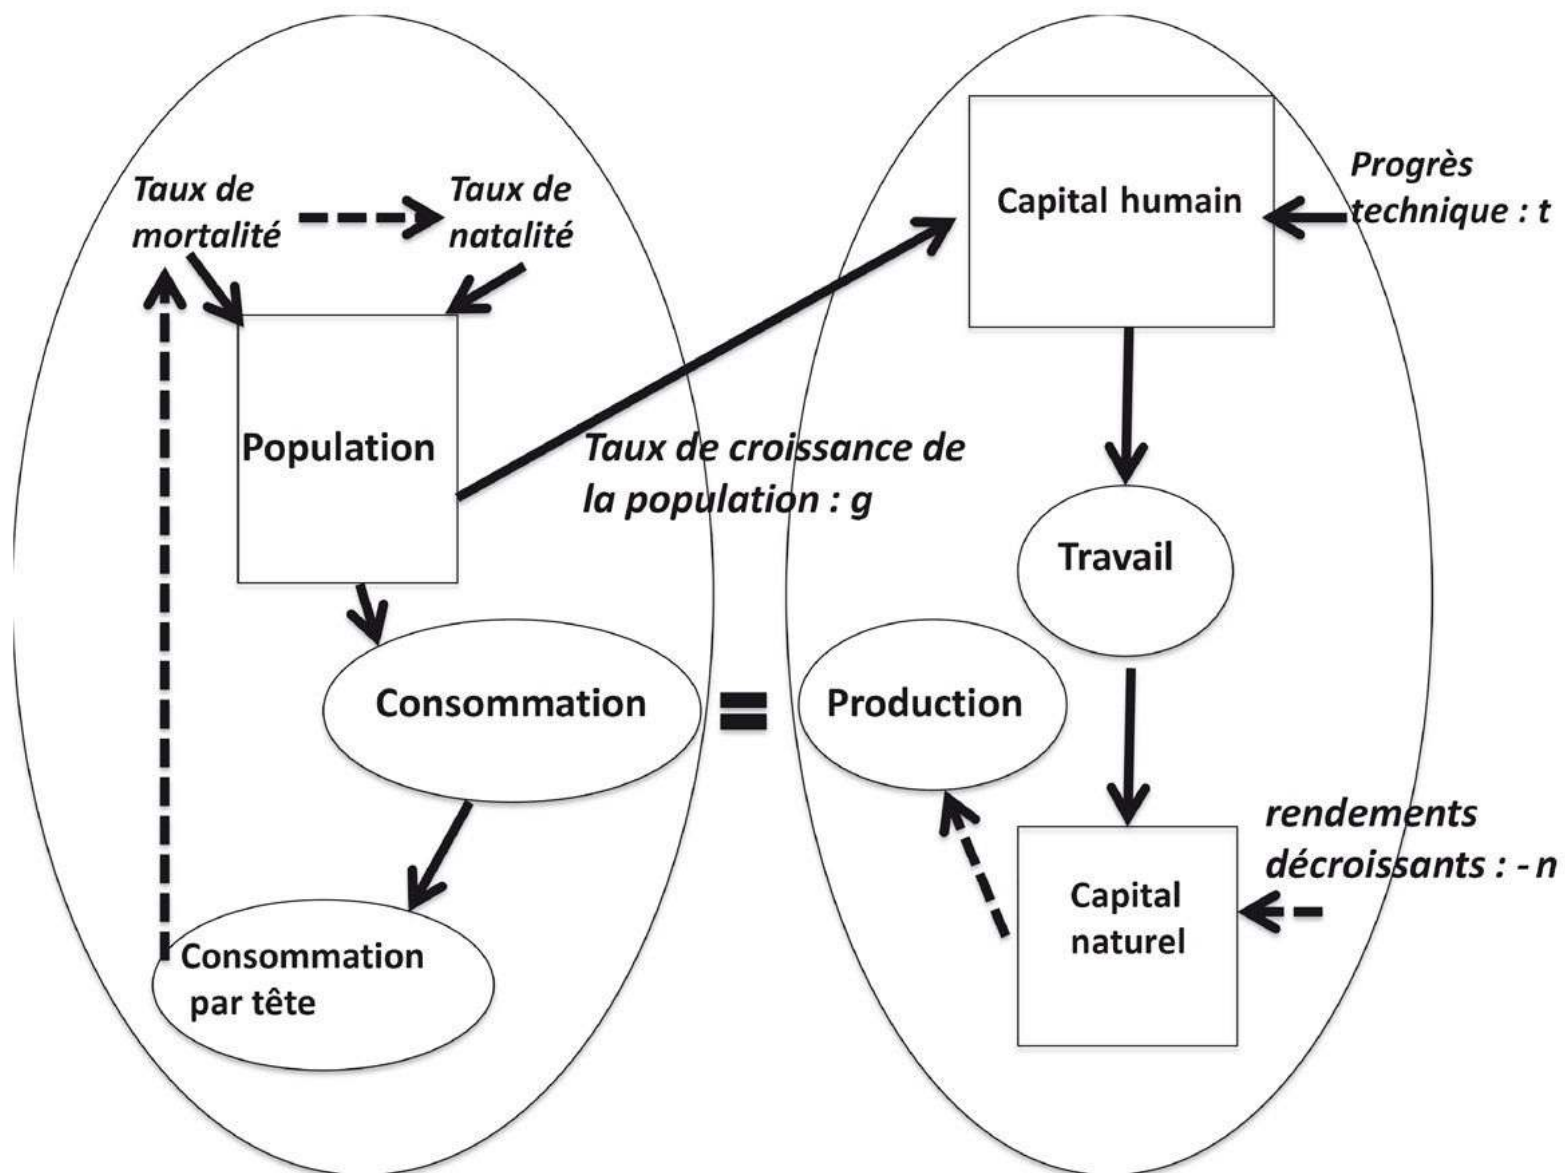 Taux de
mortalité
Taux de
natalité
Population
Consommation
Consommation
par tête
Taux de croissance de
la population : g
=
Capital humain
Progrès
technique : t
Travail
Production
Capital
naturel
rendements
décroissants : - n